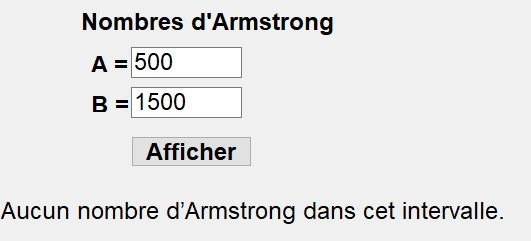 Nombres d'Armstrong
A = 500
B = 1500
Afficher
Aucun nombre d’Armstrong dans cet intervalle.